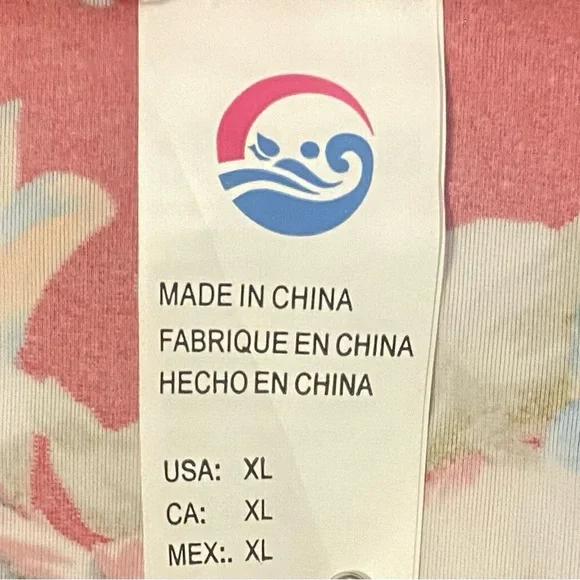 MADE IN CHINA
FABRIQUE EN CHINA
HECHO EN CHINA
USA: XL
CA: XL
MEX:. XL